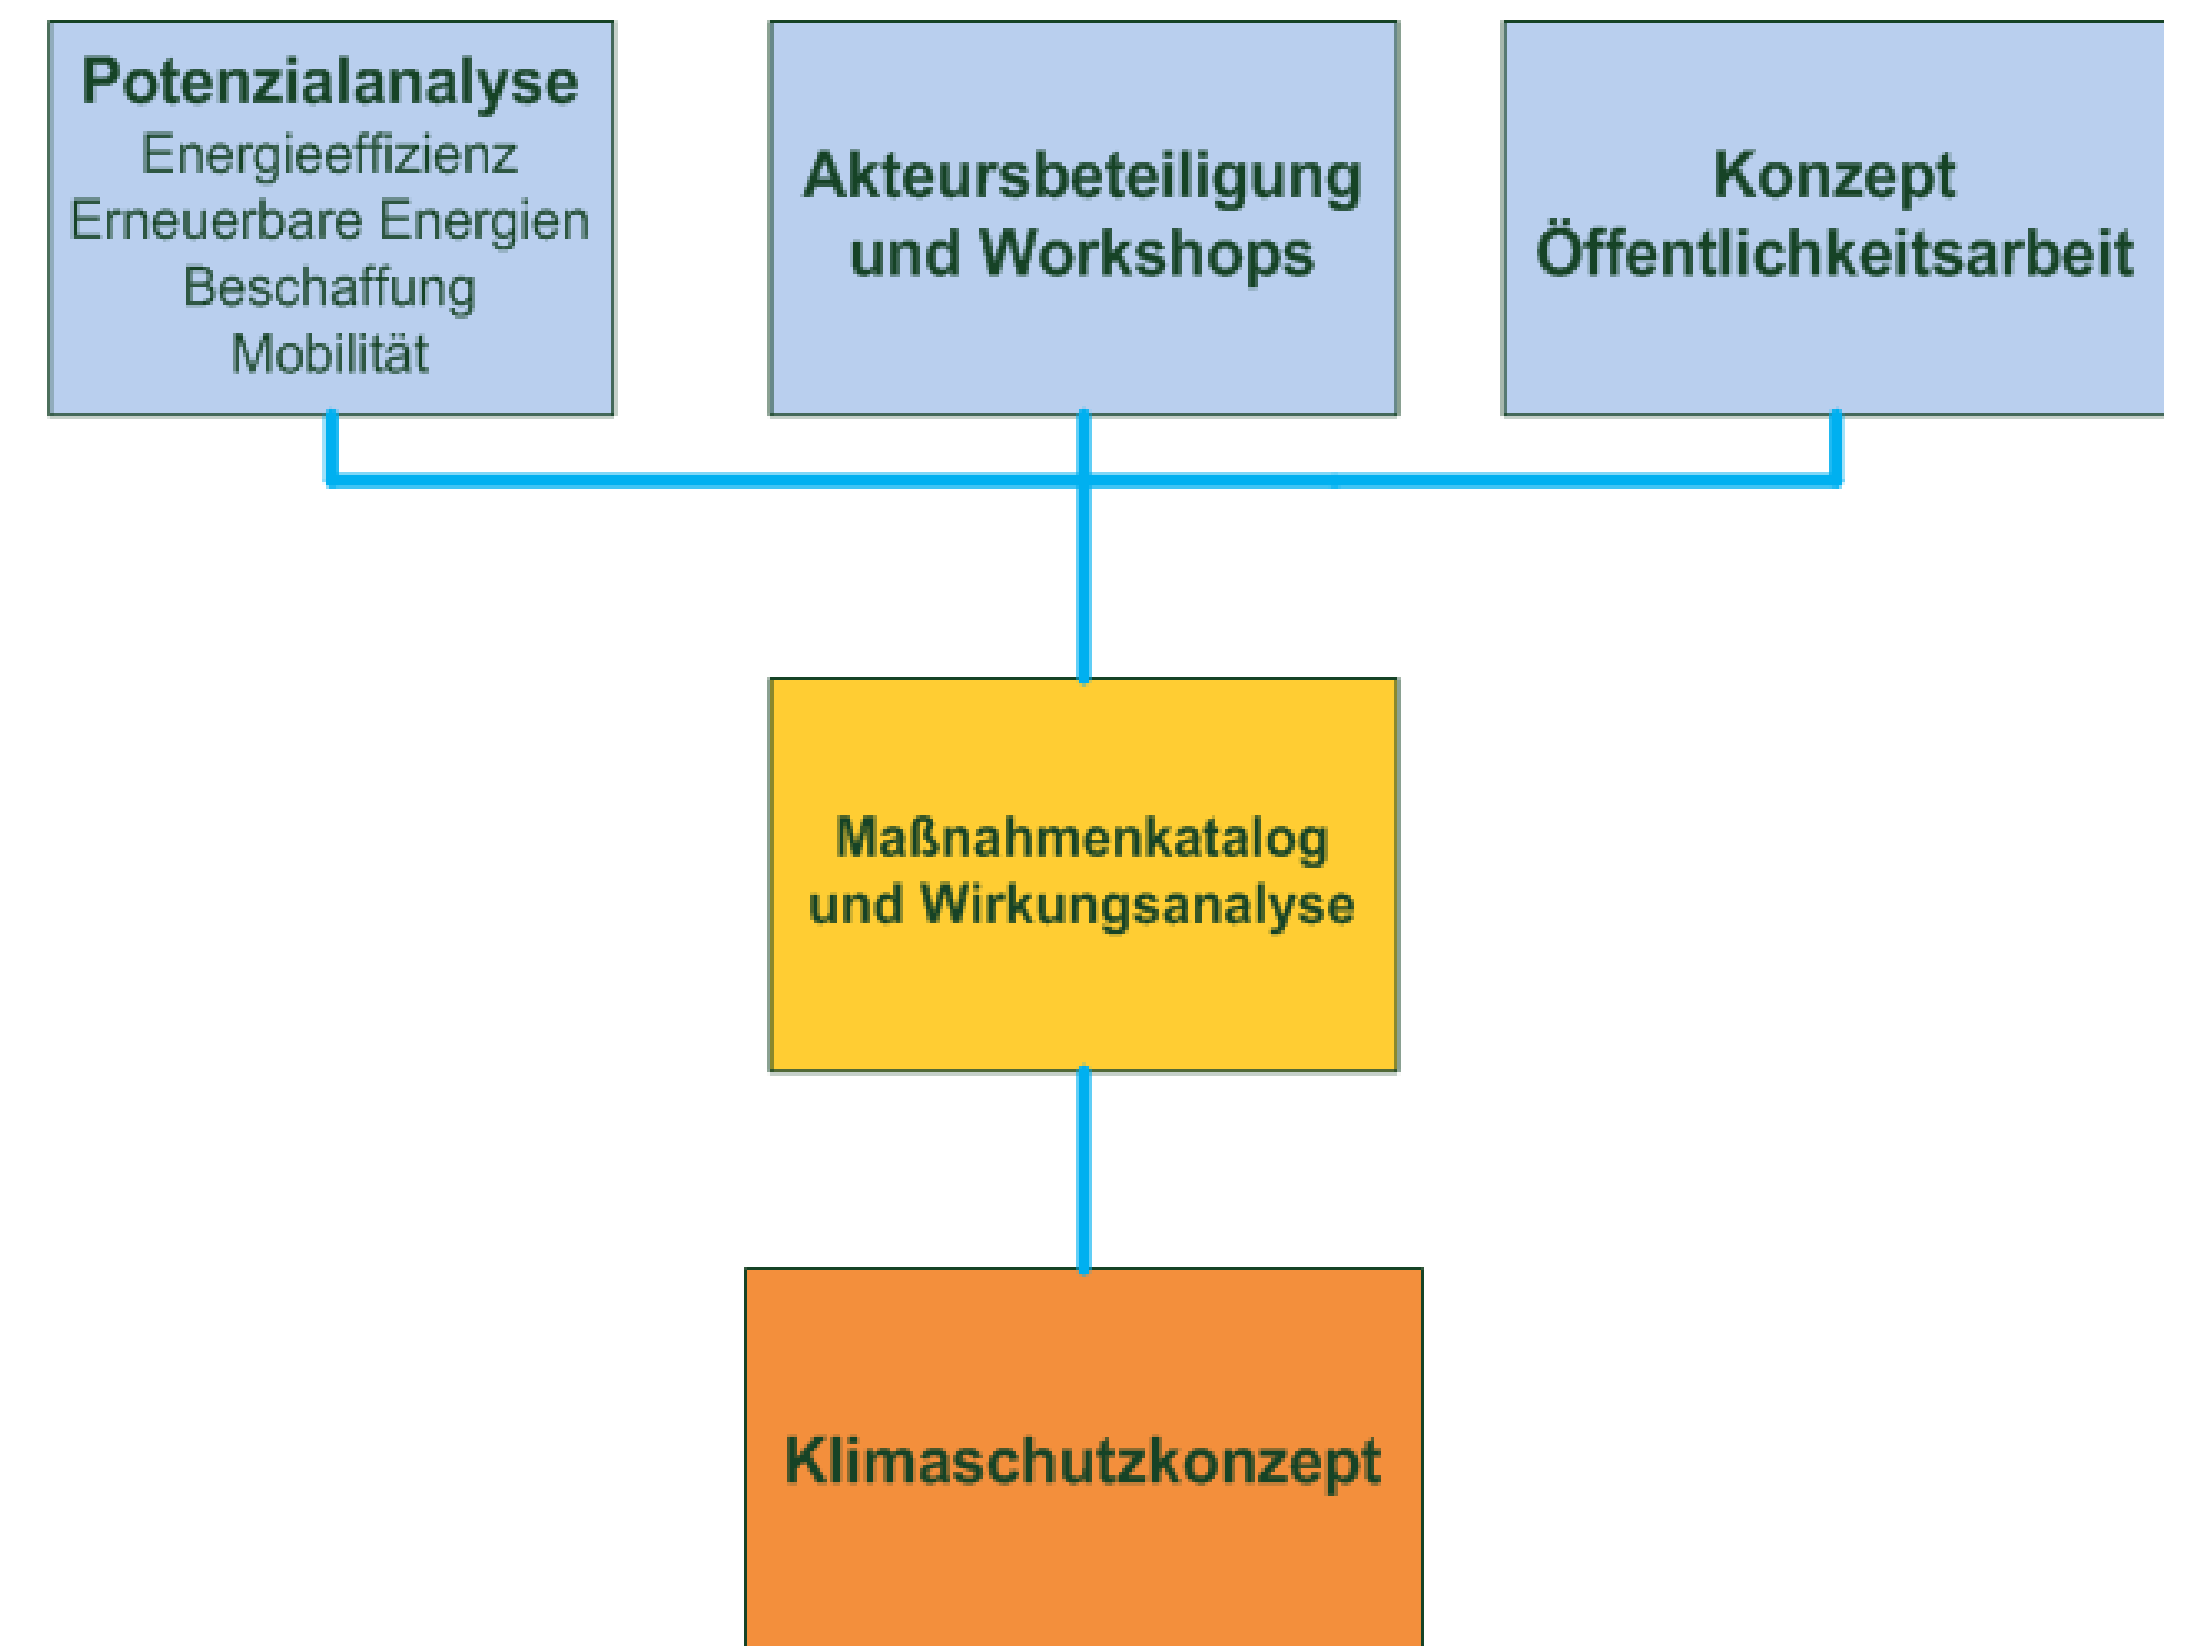 Potenzialanalyse
Energieeffizienz
Erneuerbare Energien
Beschaffung
Mobilität
Akteursbeteiligung
und Workshops
Konzept
Öffentlichkeitsarbeit
Maßnahmenkatalog
und Wirkungsanalyse
Klimaschutzkonzept